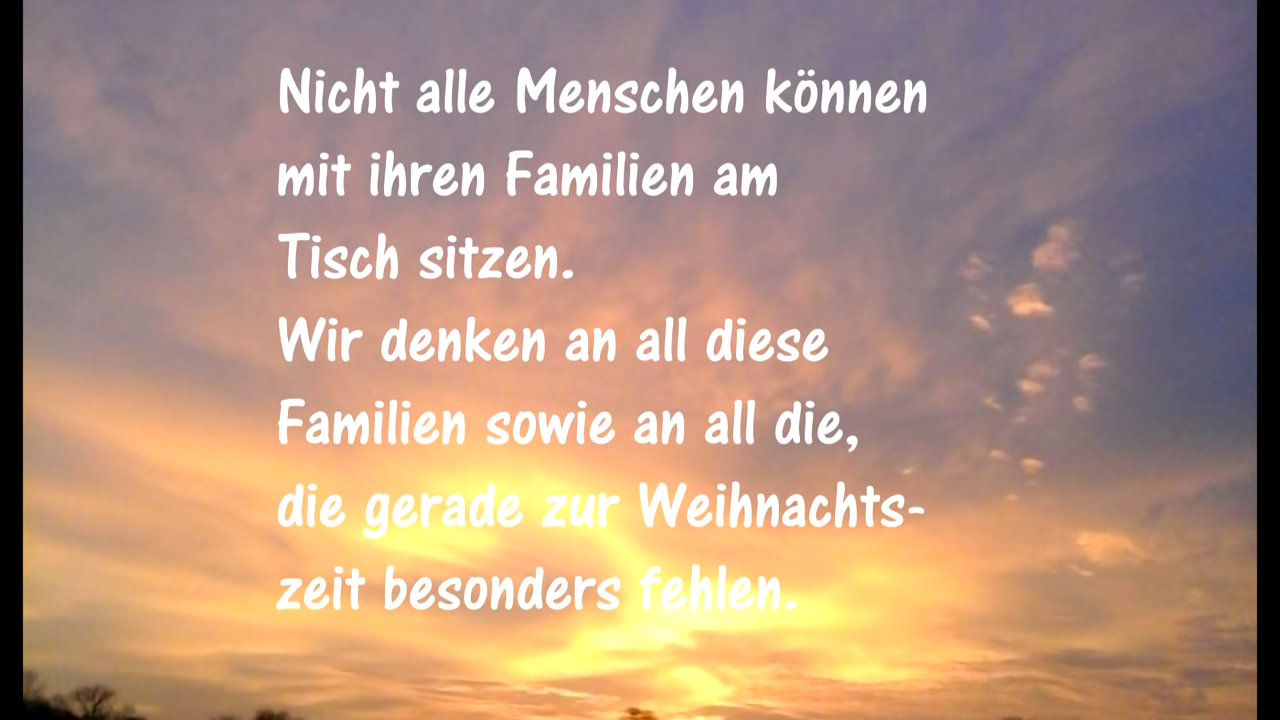 Nicht alle Menschen können
mit ihren Familien am
Tisch sitzen.
Wir denken an all diese
Familien sowie an all die,
die gerade zur Weihnachts-
zeit besonders fehlen.